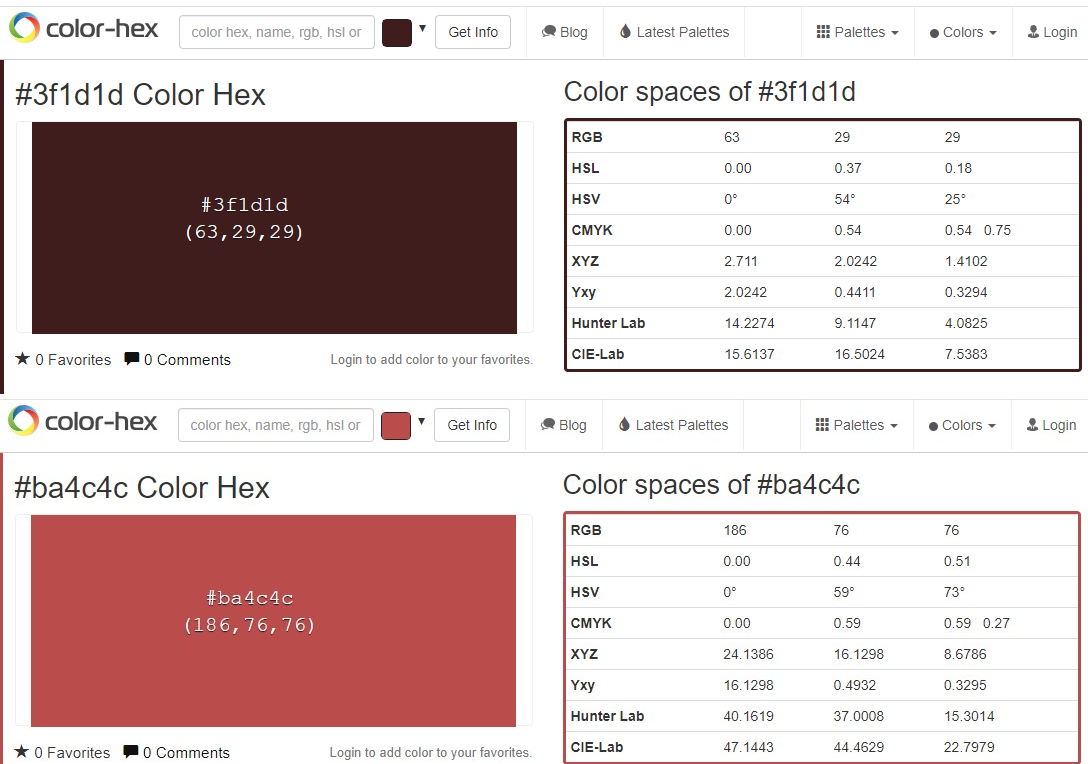 color-hex color hex, name, rgb, hsl or Get Info Blog Latest Palettes Palettes Colors Login
#3f1d1d Color Hex
#3f1d1d
(63,29,29)
0 Favorites 0 Comments Login to add color to your favorites.
Color spaces of #3f1d1d
RGB 63 29 29
HSL 0.00 0.37 0.18
HSV 0° 54° 25°
CMYK 0.00 0.54 0.54 0.75
XYZ 2.711 2.0242 1.4102
Yxy 2.0242 0.4411 0.3294
Hunter Lab 14.2274 9.1147 4.0825
CIE-Lab 15.6137 16.5024 7.5383
color-hex color hex, name, rgb, hsl or Get Info Blog Latest Palettes Palettes Colors Login
#ba4c4c Color Hex
#ba4c4c
(186,76,76)
0 Favorites 0 Comments Login to add color to your favorites.
Color spaces of #ba4c4c
RGB 186 76 76
HSL 0.00 0.44 0.51
HSV 0° 59° 73°
CMYK 0.00 0.59 0.59 0.27
XYZ 24.1386 16.1298 8.6786
Yxy 16.1298 0.4932 0.3295
Hunter Lab 40.1619 37.0008 15.3014
CIE-Lab 47.1443 44.4629 22.7979